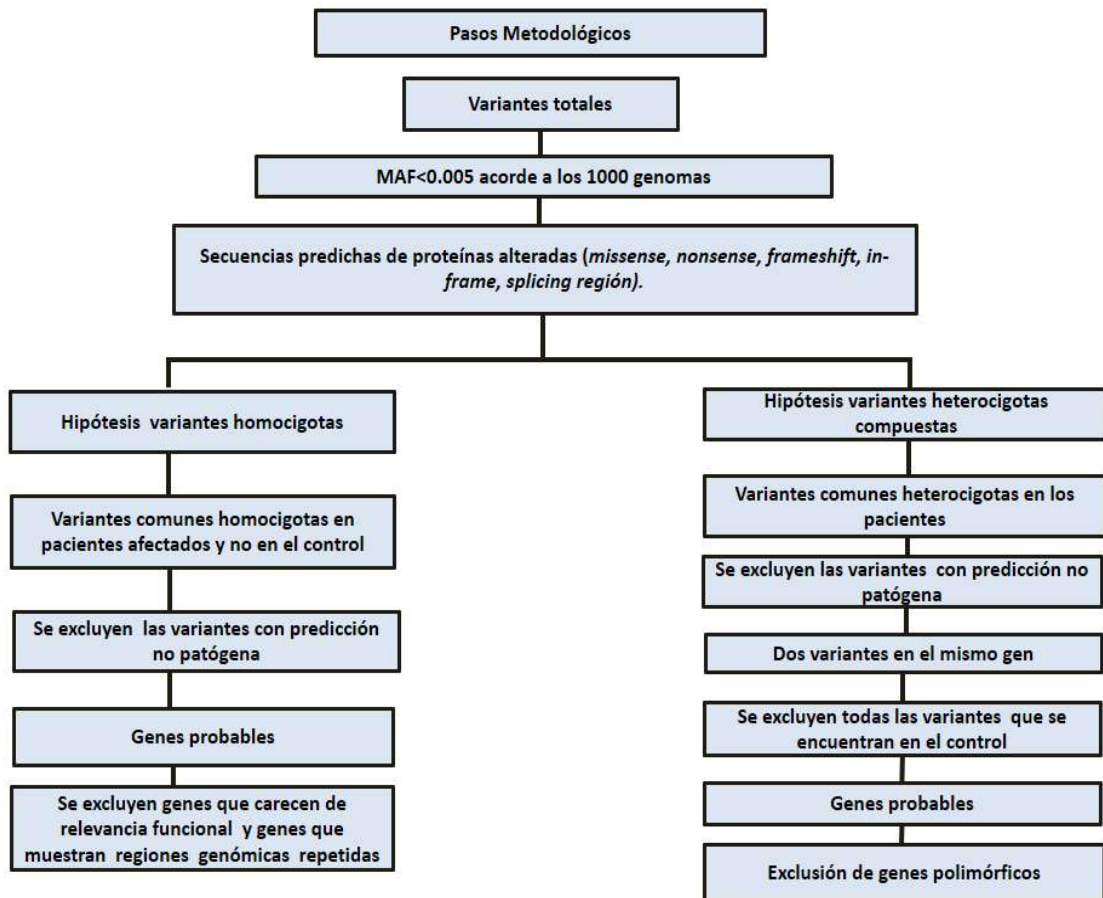 Pasos Metodológicos
Variantes totales
MAF<0.005 acorde a los 1000 genomas
Secuencias predichas de proteínas alteradas (missense, nonsense, frameshift, in-
frame, splicing región).
Hipótesis variantes homocigotas
Variantes comunes homocigotas en
pacientes afectados y no en el control
Se excluyen las variantes con predicción
no patógena
Genes probables
Se excluyen genes que carecen de
relevancia funcional y genes que
muestran regiones genómicas repetidas
Hipótesis variantes heterocigotas
compuestas
Variantes comunes heterocigotas en los
pacientes
Se excluyen las variantes con predicción no
patógena
Dos variantes en el mismo gen
Se excluyen todas las variantes que se
encuentran en el control
Genes probables
Exclusión de genes polimórficos